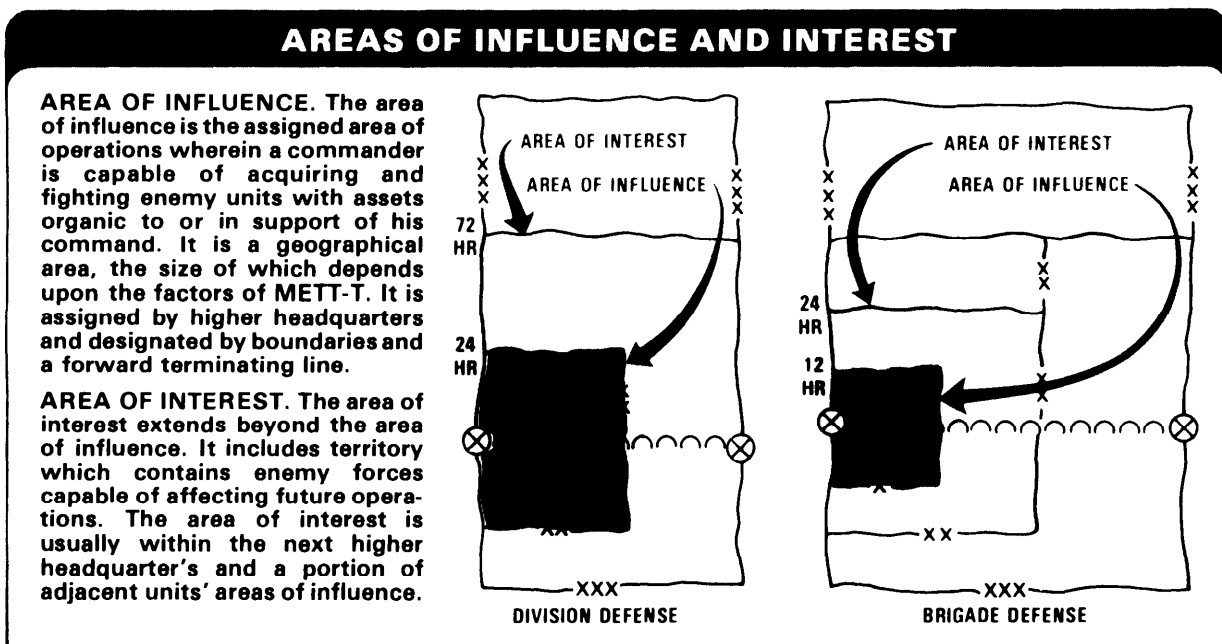 AREAS OF INFLUENCE AND INTEREST
AREA OF INFLUENCE. The area
of influence is the assigned area of
operations wherein a commander
is capable of acquiring and
fighting enemy units with assets
organic to or in support of his
command. It is a geographical
area, the size of which depends
upon the factors of METT-T. It is
assigned by higher headquarters
and designated by boundaries and
a forward terminating line.
AREA OF INTEREST. The area of
interest extends beyond the area
of influence. It includes territory
which contains enemy forces
capable of affecting future opera-
tions. The area of interest is
usually within the next higher
headquarter's and a portion of
adjacent units' areas of influence.
AREA OF INTEREST
AREA OF INFLUENCE
XXX
XXX
72
HR
24
HR
XX
XX
XXX
DIVISION DEFENSE
AREA OF INTEREST
AREA OF INFLUENCE
XXX
XXX
XX
24
HR
12
HR
XX
X
XX
XXX
BRIGADE DEFENSE